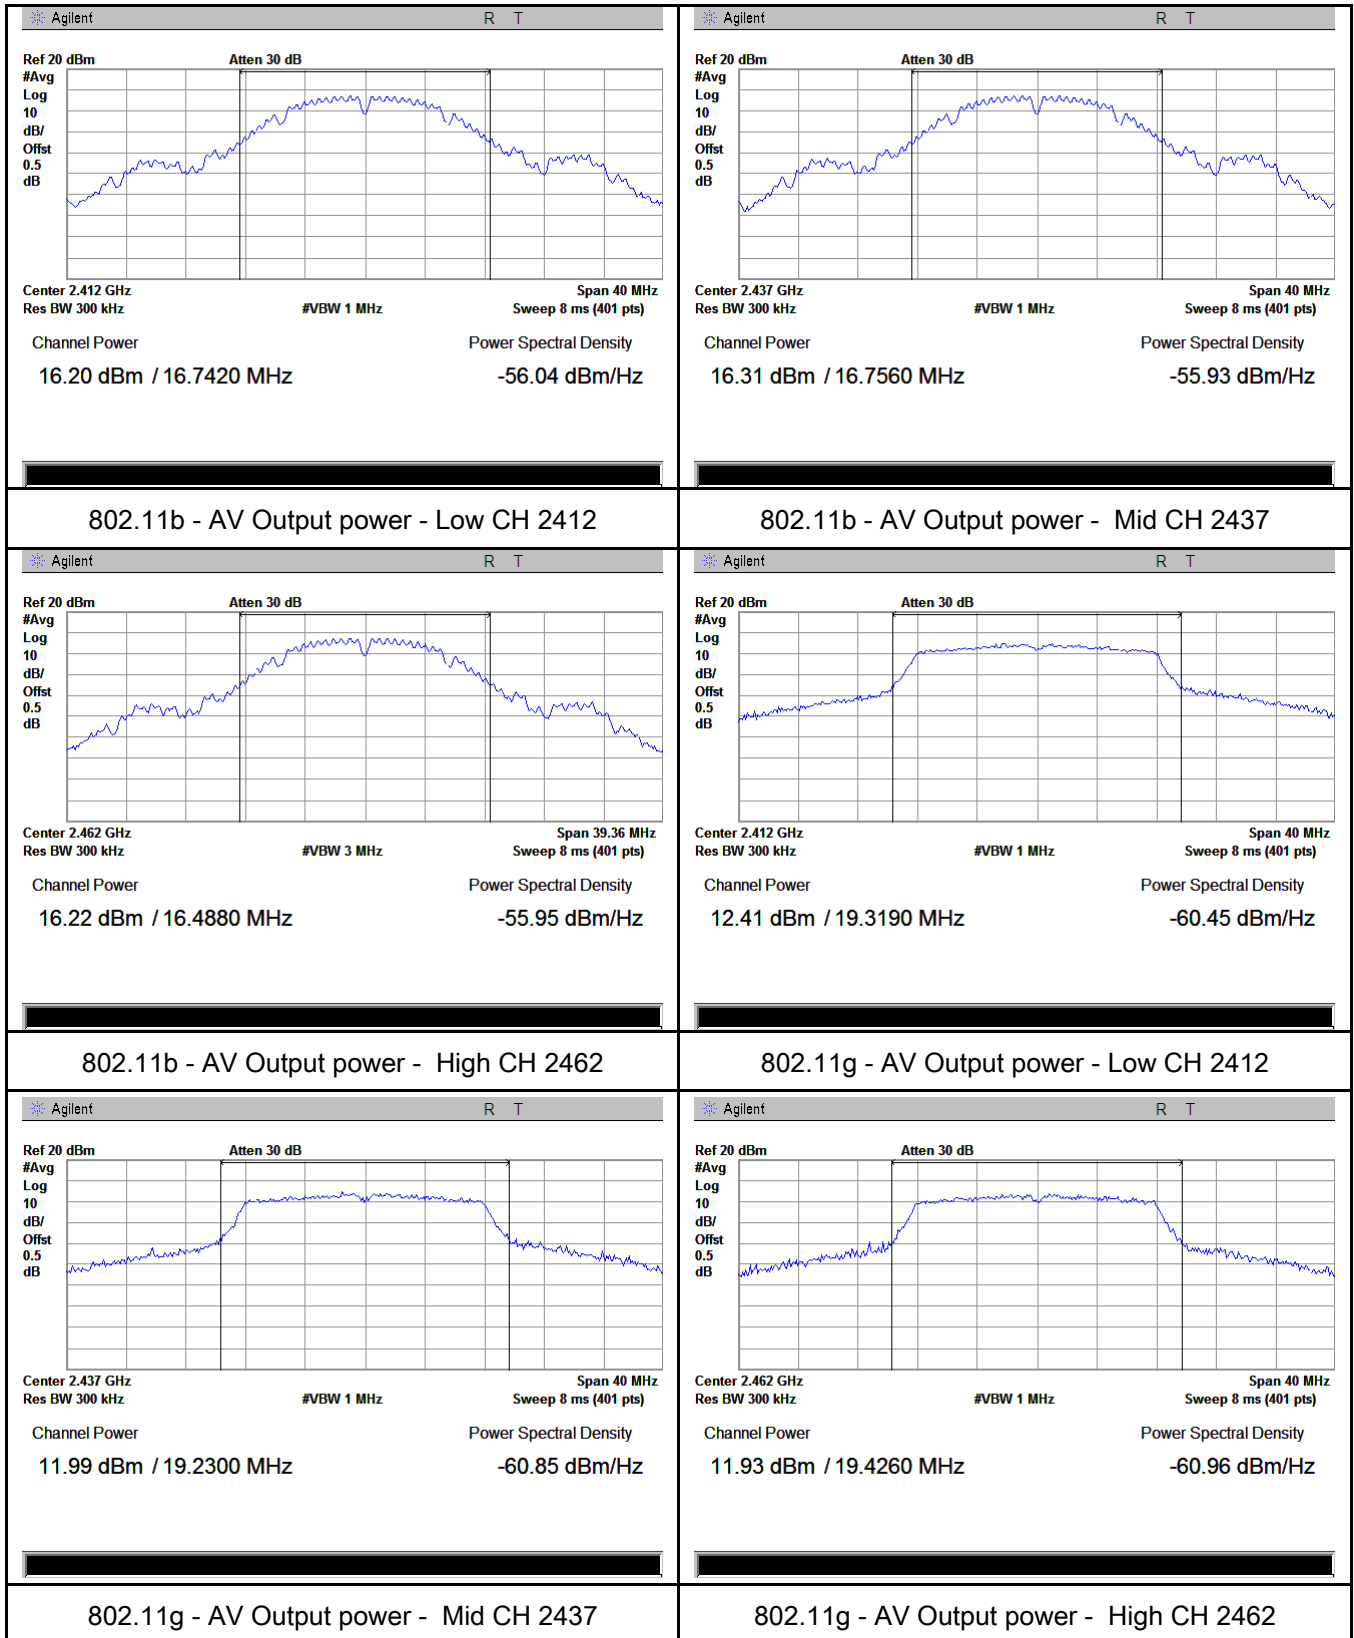 Agilent R T
Ref 20 dBm Atten 30 dB
#Avg
Log
10
dB/
Offst
0.5
dB
Center 2.412 GHz Span 40 MHz
Res BW 300 kHz #VBW 1 MHz Sweep 8 ms (401 pts)
Channel Power Power Spectral Density
16.20 dBm / 16.7420 MHz -56.04 dBm/Hz
802.11b - AV Output power - Low CH 2412
Agilent R T
Ref 20 dBm Atten 30 dB
#Avg
Log
10
dB/
Offst
0.5
dB
Center 2.437 GHz Span 40 MHz
Res BW 300 kHz #VBW 1 MHz Sweep 8 ms (401 pts)
Channel Power Power Spectral Density
16.31 dBm / 16.7560 MHz -55.93 dBm/Hz
802.11b - AV Output power - Mid CH 2437
Agilent R T
Ref 20 dBm Atten 30 dB
#Avg
Log
10
dB/
Offst
0.5
dB
Center 2.462 GHz Span 39.36 MHz
Res BW 300 kHz #VBW 3 MHz Sweep 8 ms (401 pts)
Channel Power Power Spectral Density
16.22 dBm / 16.4880 MHz -55.95 dBm/Hz
802.11b - AV Output power - High CH 2462
Agilent R T
Ref 20 dBm Atten 30 dB
#Avg
Log
10
dB/
Offst
0.5
dB
Center 2.412 GHz Span 40 MHz
Res BW 300 kHz #VBW 1 MHz Sweep 8 ms (401 pts)
Channel Power Power Spectral Density
12.41 dBm / 19.3190 MHz -60.45 dBm/Hz
802.11g - AV Output power - Low CH 2412
Agilent R T
Ref 20 dBm Atten 30 dB
#Avg
Log
10
dB/
Offst
0.5
dB
Center 2.437 GHz Span 40 MHz
Res BW 300 kHz #VBW 1 MHz Sweep 8 ms (401 pts)
Channel Power Power Spectral Density
11.99 dBm / 19.2300 MHz -60.85 dBm/Hz
802.11g - AV Output power - Mid CH 2437
Agilent R T
Ref 20 dBm Atten 30 dB
#Avg
Log
10
dB/
Offst
0.5
dB
Center 2.462 GHz Span 40 MHz
Res BW 300 kHz #VBW 1 MHz Sweep 8 ms (401 pts)
Channel Power Power Spectral Density
11.93 dBm / 19.4260 MHz -60.96 dBm/Hz
802.11g - AV Output power - High CH 2462